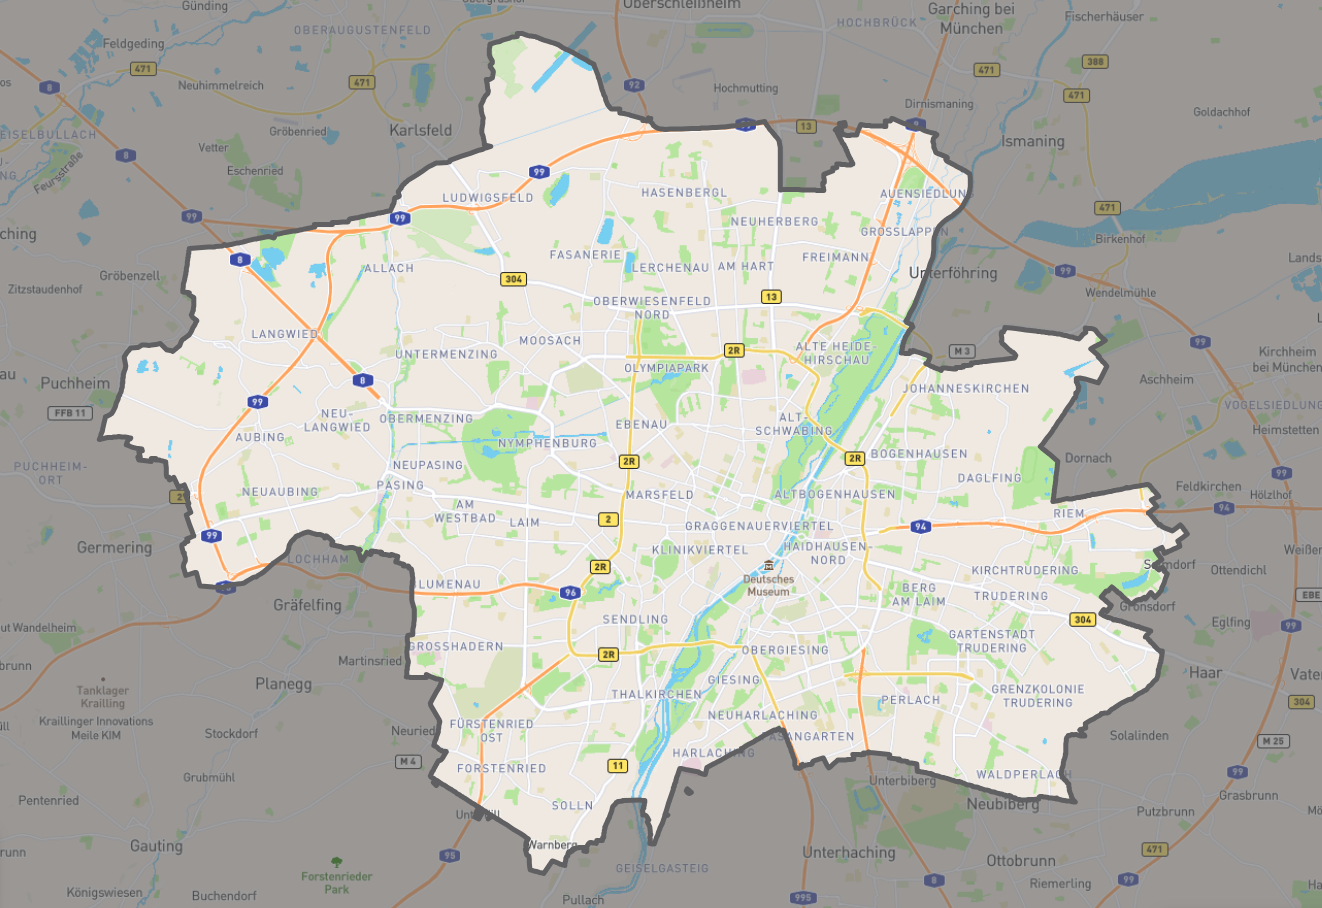 Günding
Oberschleißheim
Garching bei
München
Fischerhäuser
HOCHBRÜCK
OBERAUGUSTENFELD
Feldgeding
471
8
Neuhimmelreich
471
92
Hochmutting
471
388
471
Goldachhof
Dirnismaning
EISELBULLACH
Gröbenried
Karlsfeld
13
9
Ismaning
Vetter
Eschenried
8
Feursstraße
99
LUDWIGSFELD
HASENBERGL
AUENSIEDLUN
99
99
NEUHERBERG
GROSSLAPPEN
471
Birkenhof
ching
8
FASANERIE
FREIMANN
Gröbenzell
ALLACH
LERCHENAU
AM HART
Unterföhring
99
Zitzstaudenhof
304
13
Wendelmühle
OBERWIESENFELD
NORD
LANGWIED
MOOSACH
2R
ALTE HEIDE-
HIRSCHAU
M 3
99
UNTERMENZING
OLYMPIAPARK
Kirchheim
bei München
Puchheim
8
JOHANNESKIRCHEN
Aschheim
FFB 11
99
NEU-
LANGWIED
OBERMENZING
EBENAU
ALT-
SCHWABING
VOGELSIEDLUNG
Heimstetten
AUBING
NYMPHENBURG
BOGENHAUSEN
PUCHHEIM-
ORT
NEUPASING
2R
2R
Dornach
99
PASING
NEUAUBING
MARSFELD
ALTBOGENHAUSEN
DAGLFING
Feldkirchen
Hölzlhof
AM
WESTBAD
LAIM
2
GRAGGENAUERVIERTEL
94
RIEM
94
99
Germering
KLINIKVIERTEL
HAIDHAUSEN-
NORD
LOCHHAM
2R
Deutsches
Museum
KIRCHTRUDERING
Ottendichl
BLUMENAU
96
BERG
AM LAIM
TRUDERING
EBE
Gräfelfing
Gronsdorf
ut Wandelheim
SENDLING
304
Eglfing
99
GROSSHADERN
GARTENSTADT
TRUDERING
brunn
Martinsried
2R
OBERGIESING
Haar
Planegg
GIESING
Tanklager
Krailling
THALKIRCHEN
GRENZKOLONIE
TRUDERING
PERLACH
304
Kraillinger Innovations
Meile KIM
FÜRSTENRIED
OST
NEUHARLACHING
Stockdorf
Neuried
Solalinden
M 25
FASANGARTEN
HARLACHING
M 4
FORSTENRIED
11
WALDPERLACH
Grubmühl
Unterbiberg
99
Pentenried
SOLLN
Neubiberg
Grasbrunn
Putzbrunn
Gauting
Warnberg
95
Unterhaching
471
Ottobrunn
GEISELGASTEIG
Forstenrieder
Park
Königswiesen
Buchendorf
Pullach
995
8
Riemerling
99